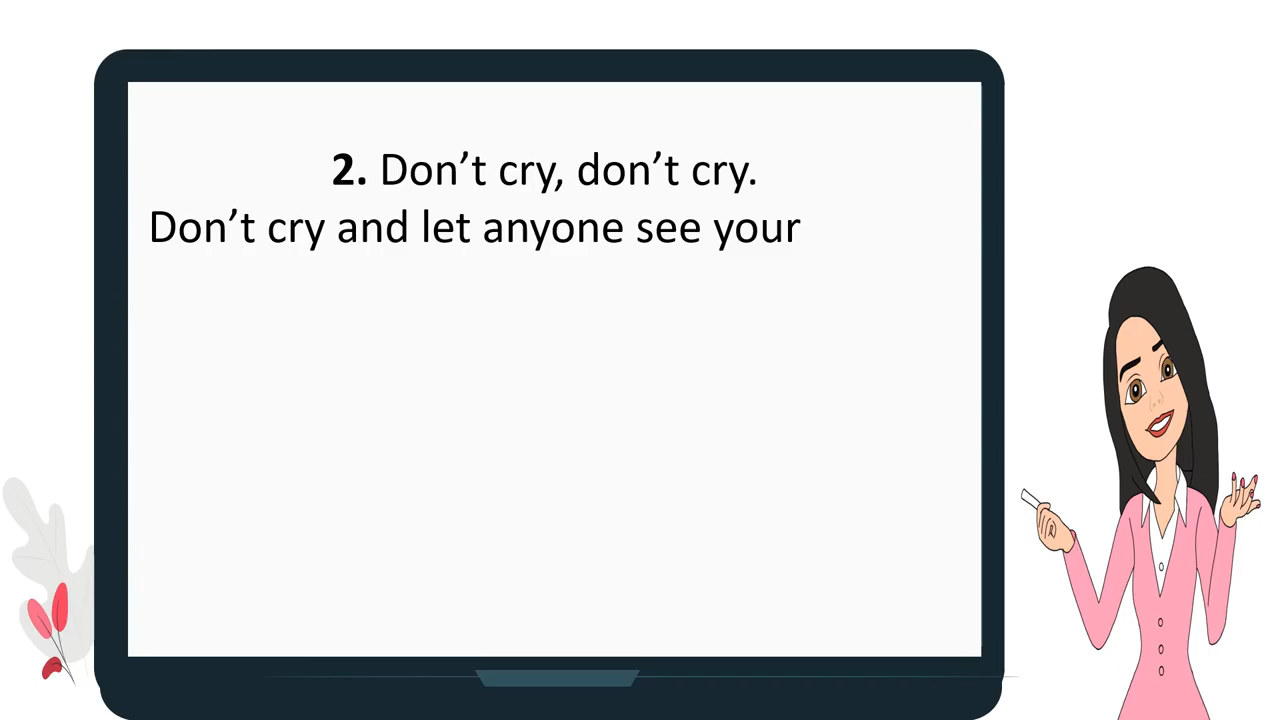 2. Don’t cry, don’t cry.
Don’t cry and let anyone see your